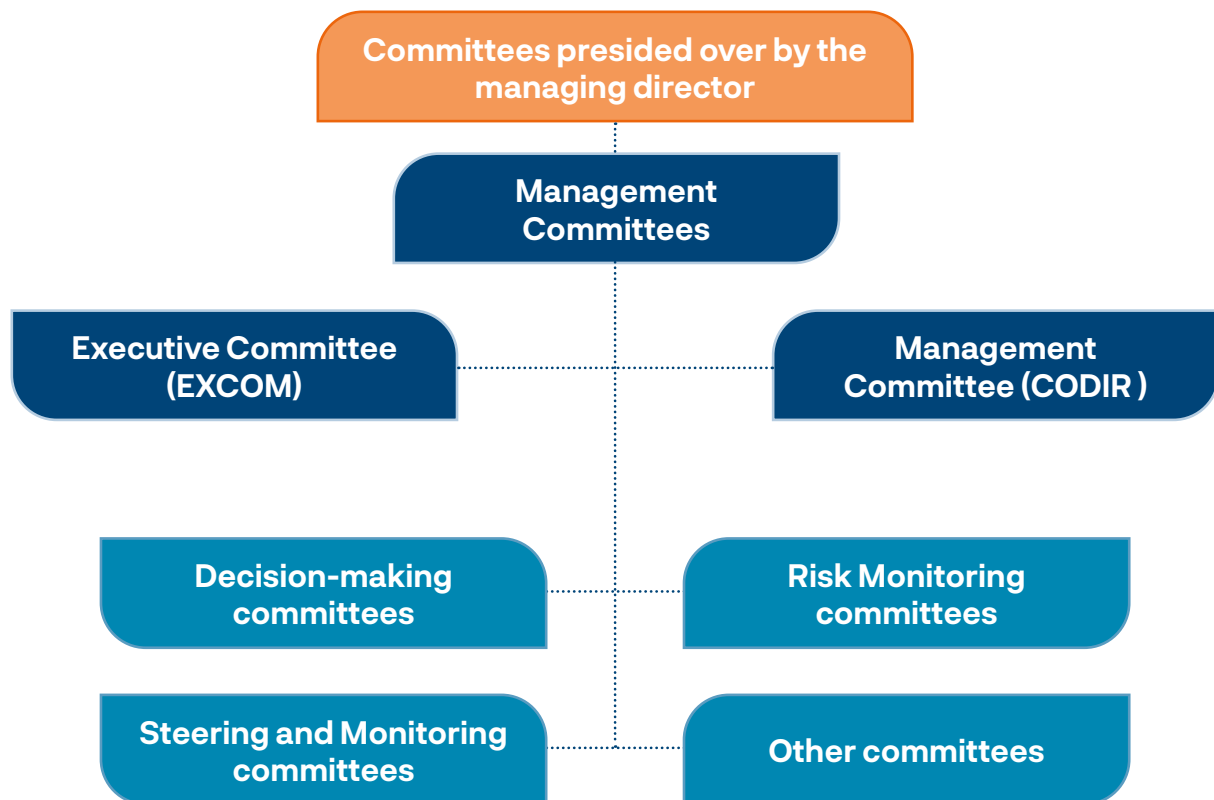 Committees presided over by the
managing director
Management
Committees
Executive Committee
(EXCOM)
Management
Committee (CODIR )
Decision-making
committees
Risk Monitoring
committees
Steering and Monitoring
committees
Other committees